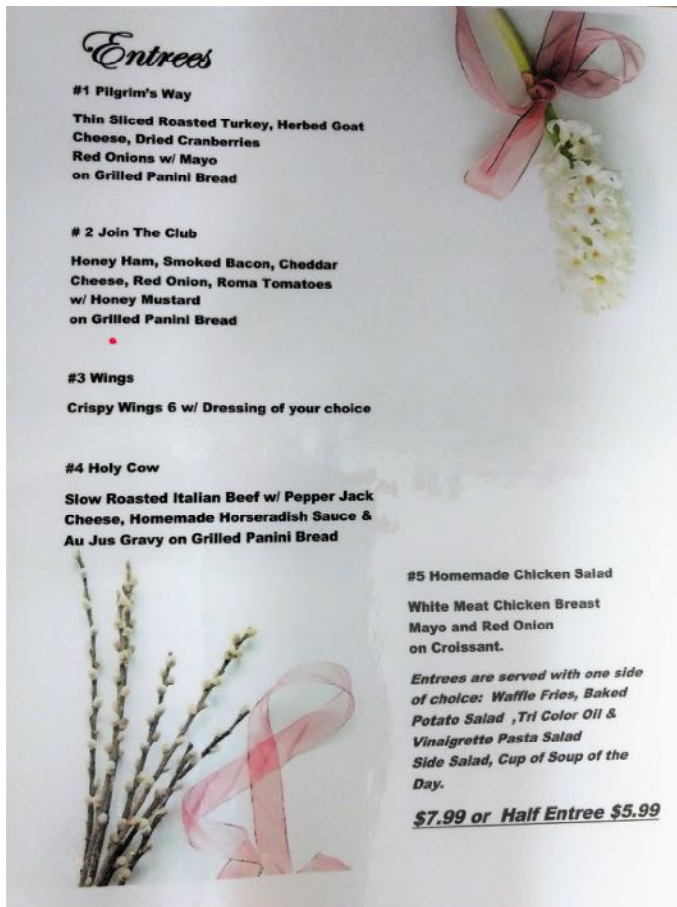 Entrees
#1 Pilgrim's Way
Thin Sliced Roasted Turkey, Herbed Goat
Cheese, Dried Cranberries
Red Onions w/ Mayo
on Grilled Panini Bread
# 2 Join The Club
Honey Ham, Smoked Bacon, Cheddar
Cheese, Red Onion, Roma Tomatoes
w/ Honey Mustard
on Grilled Panini Bread
#3 Wings
Crispy Wings 6 w/ Dressing of your choice
#4 Holy Cow
Slow Roasted Italian Beef w/ Pepper Jack
Cheese, Homemade Horseradish Sauce &
Au Jus Gravy on Grilled Panini Bread
#5 Homemade Chicken Salad
White Meat Chicken Breast
Mayo and Red Onion
on Croissant.
Entrees are served with one side
of choice: Waffle Fries, Baked
Potato Salad ,Tri Color Oil &
Vinaigrette Pasta Salad
Side Salad, Cup of Soup of the
Day.
$7.99 or Half Entree $5.99